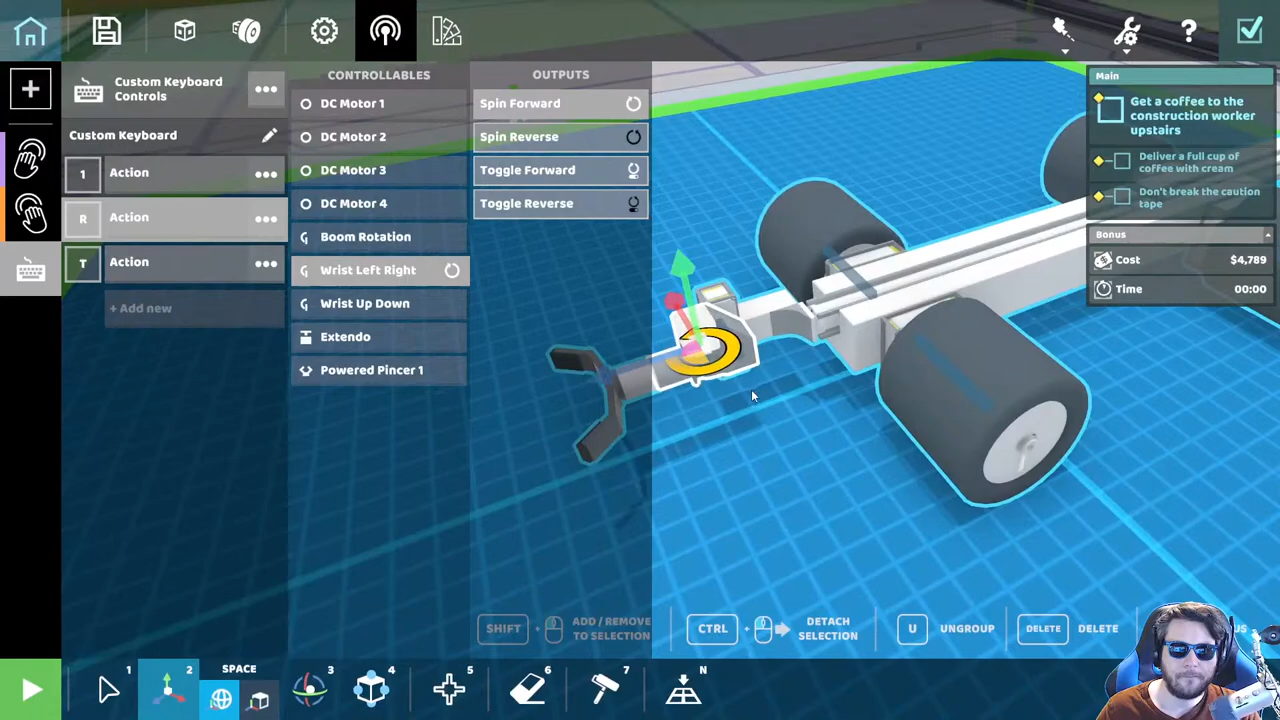 Custom Keyboard
Controls
•••
Custom Keyboard
1
Action
•••
R
Action
•••
T
Action
•••
+ Add new
CONTROLLABLES
DC Motor 1
DC Motor 2
DC Motor 3
DC Motor 4
Boom Rotation
Wrist Left Right
Wrist Up Down
Extendo
Powered Pincer 1
OUTPUTS
Spin Forward
Spin Reverse
Toggle Forward
Toggle Reverse
Main
Get a coffee to the
construction worker
upstairs
Deliver a full cup of
coffee with cream
Don't break the caution
tape
Bonus
Cost
$4,789
Time
00:00
SHIFT
+
ADD / REMOVE
TO SELECTION
CTRL
+
DETACH
SELECTION
U
UNGROUP
DELETE
DELETE
1
2
SPACE
3
4
5
6
7
N